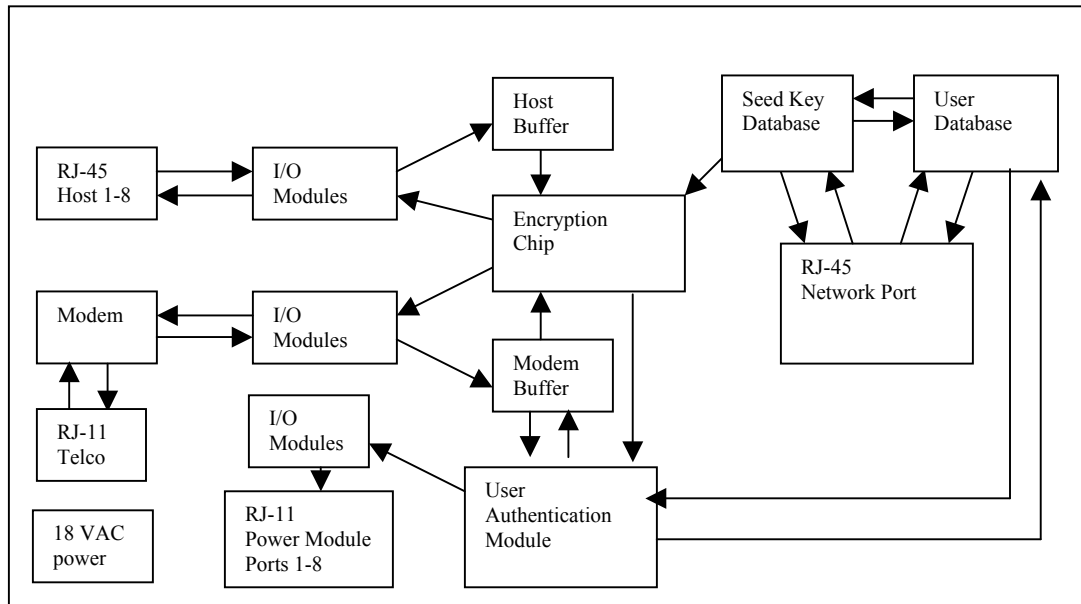 Host
Buffer
Seed Key
Database
User
Database
RJ-45
Host 1-8
I/O
Modules
Encryption
Chip
RJ-45
Network Port
Modem
I/O
Modules
Modem
Buffer
RJ-11
Telco
I/O
Modules
User
Authentication
Module
18 VAC
power
RJ-11
Power Module
Ports 1-8